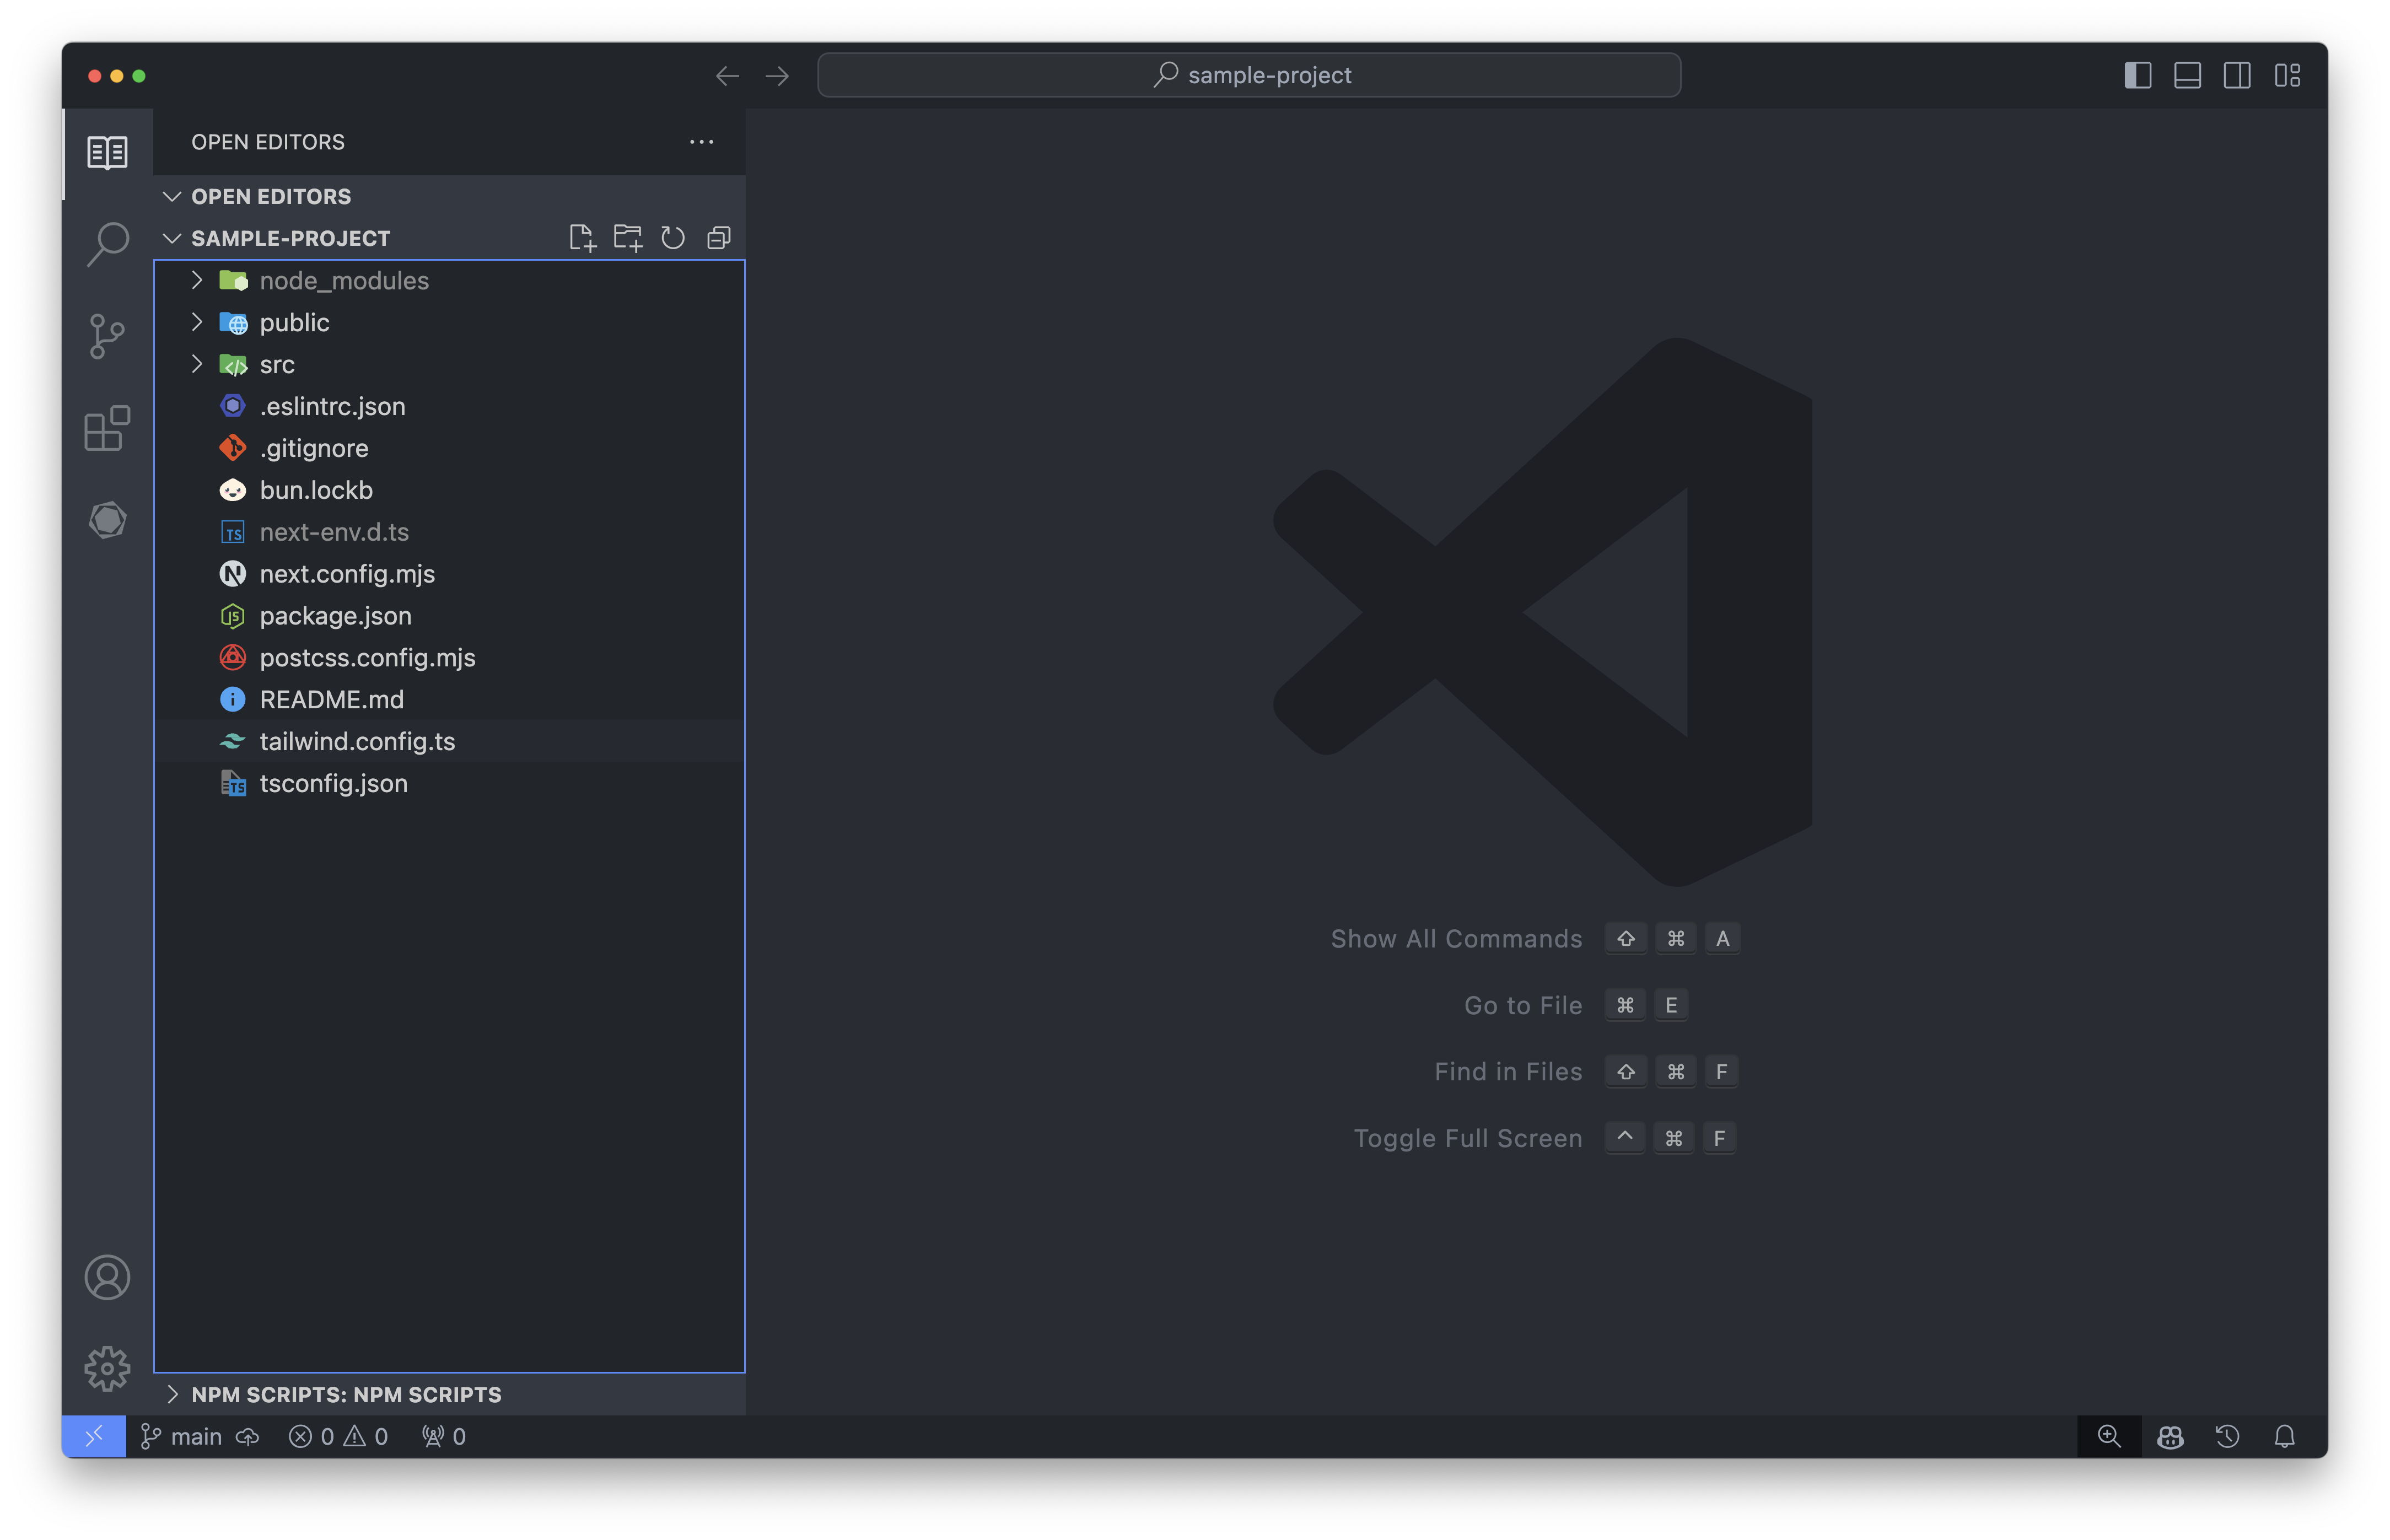 sample-project
OPEN EDITORS
OPEN EDITORS
SAMPLE-PROJECT
node_modules
public
src
.eslintrc.json
.gitignore
bun.lockb
next-env.d.ts
next.config.mjs
package.json
postcss.config.mjs
README.md
tailwind.config.ts
tsconfig.json
NPM SCRIPTS: NPM SCRIPTS
Show All Commands ⇧ ⌘ A
Go to File ⌘ E
Find in Files ⇧ ⌘ F
Toggle Full Screen ^ ⌘ F
main 0 0 0